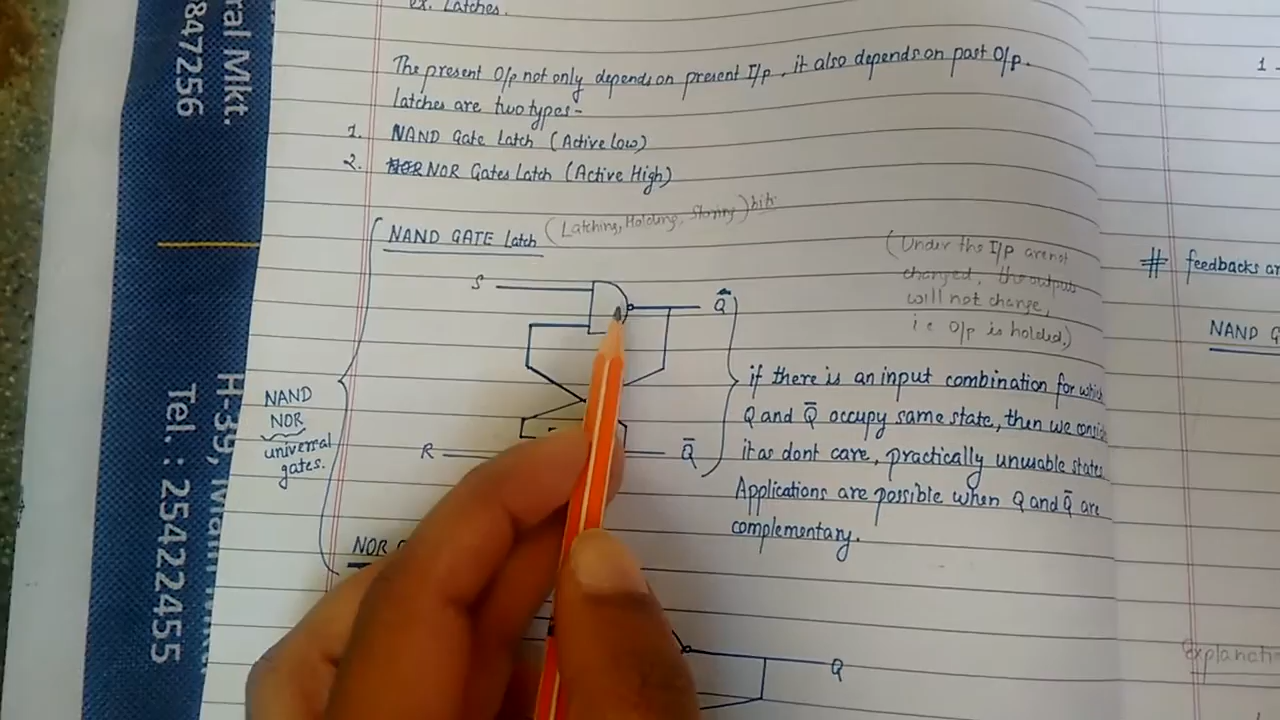 ex. Latches.
The present O/p not only depends on present I/p, it also depends on past O/p.
latches are two types-
1. NAND Gate Latch (Active low)
2. NOR Gates Latch (Active High)
NAND GATE Latch (Latching, Holding, Storing) bit.
S
Q
(Under the I/p are not
changed, the outputs
will not change,
i.e O/p is holded.)
NAND
NOR
universal
gates.
R
Q̄
if there is an input combination for which
Q and Q̄ occupy same state, then we
it as dont care, practically unusable states
Applications are possible when Q and Q̄ are
complementary.
NOR
Q
1
# feedbacks
NAND
ral Mkt.
847256
H-39,
Tel. : 25422455